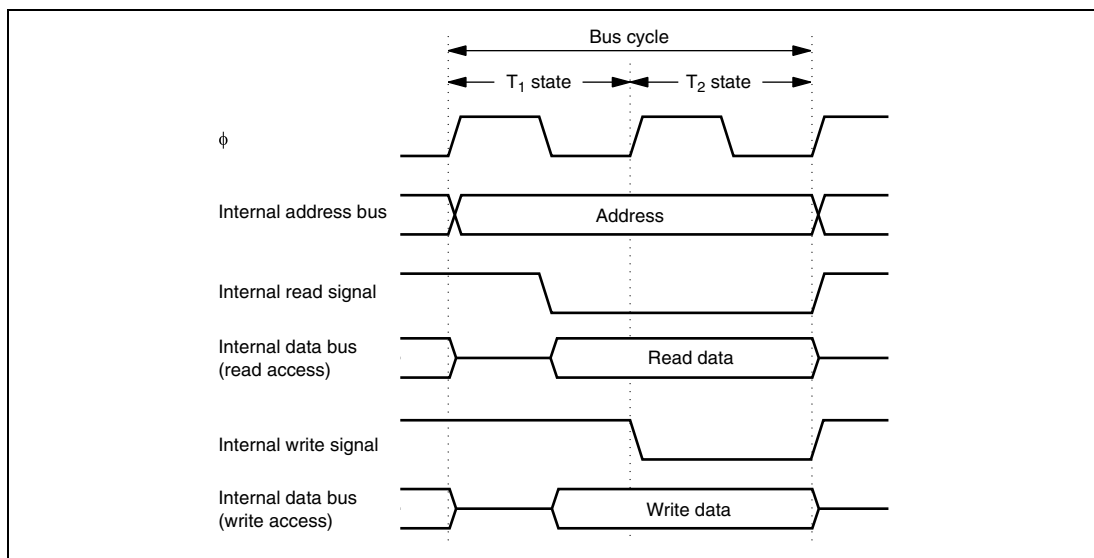 Bus cycle
T₁ state
T₂ state
φ
Internal address bus
Address
Internal read signal
Internal data bus
(read access)
Read data
Internal write signal
Internal data bus
(write access)
Write data